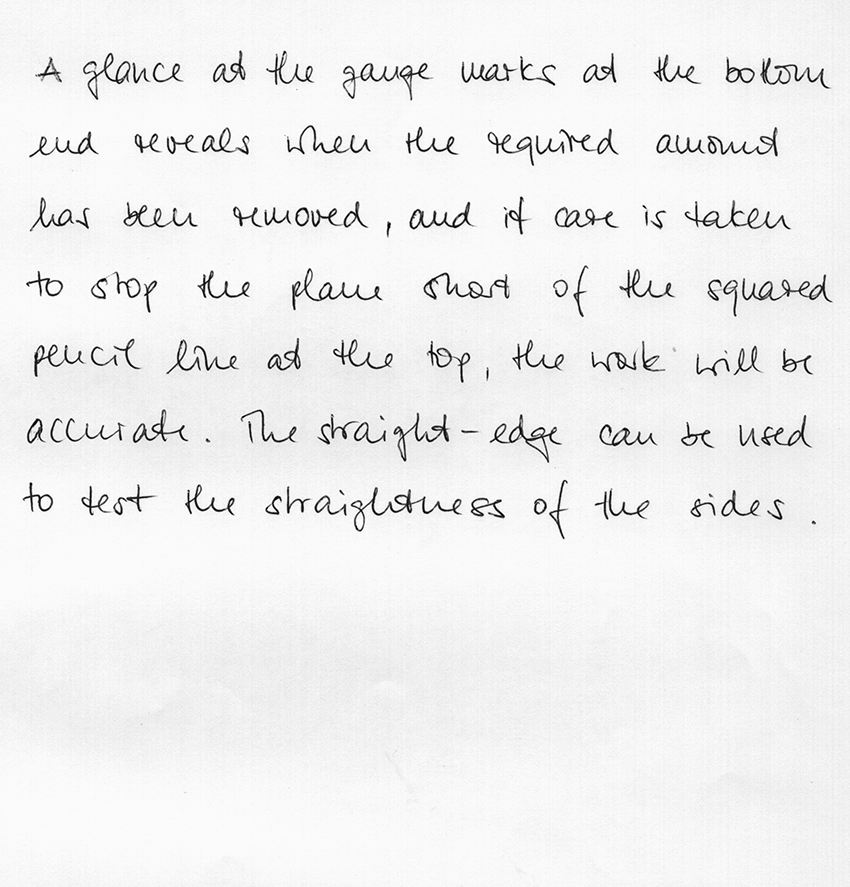 A glance at the gauge marks at the bottom
end reveals when the required amount
has been removed, and if care is taken
to stop the plane short of the squared
pencil line at the top, the work will be
accurate. The straight-edge can be used
to test the straightness of the sides.